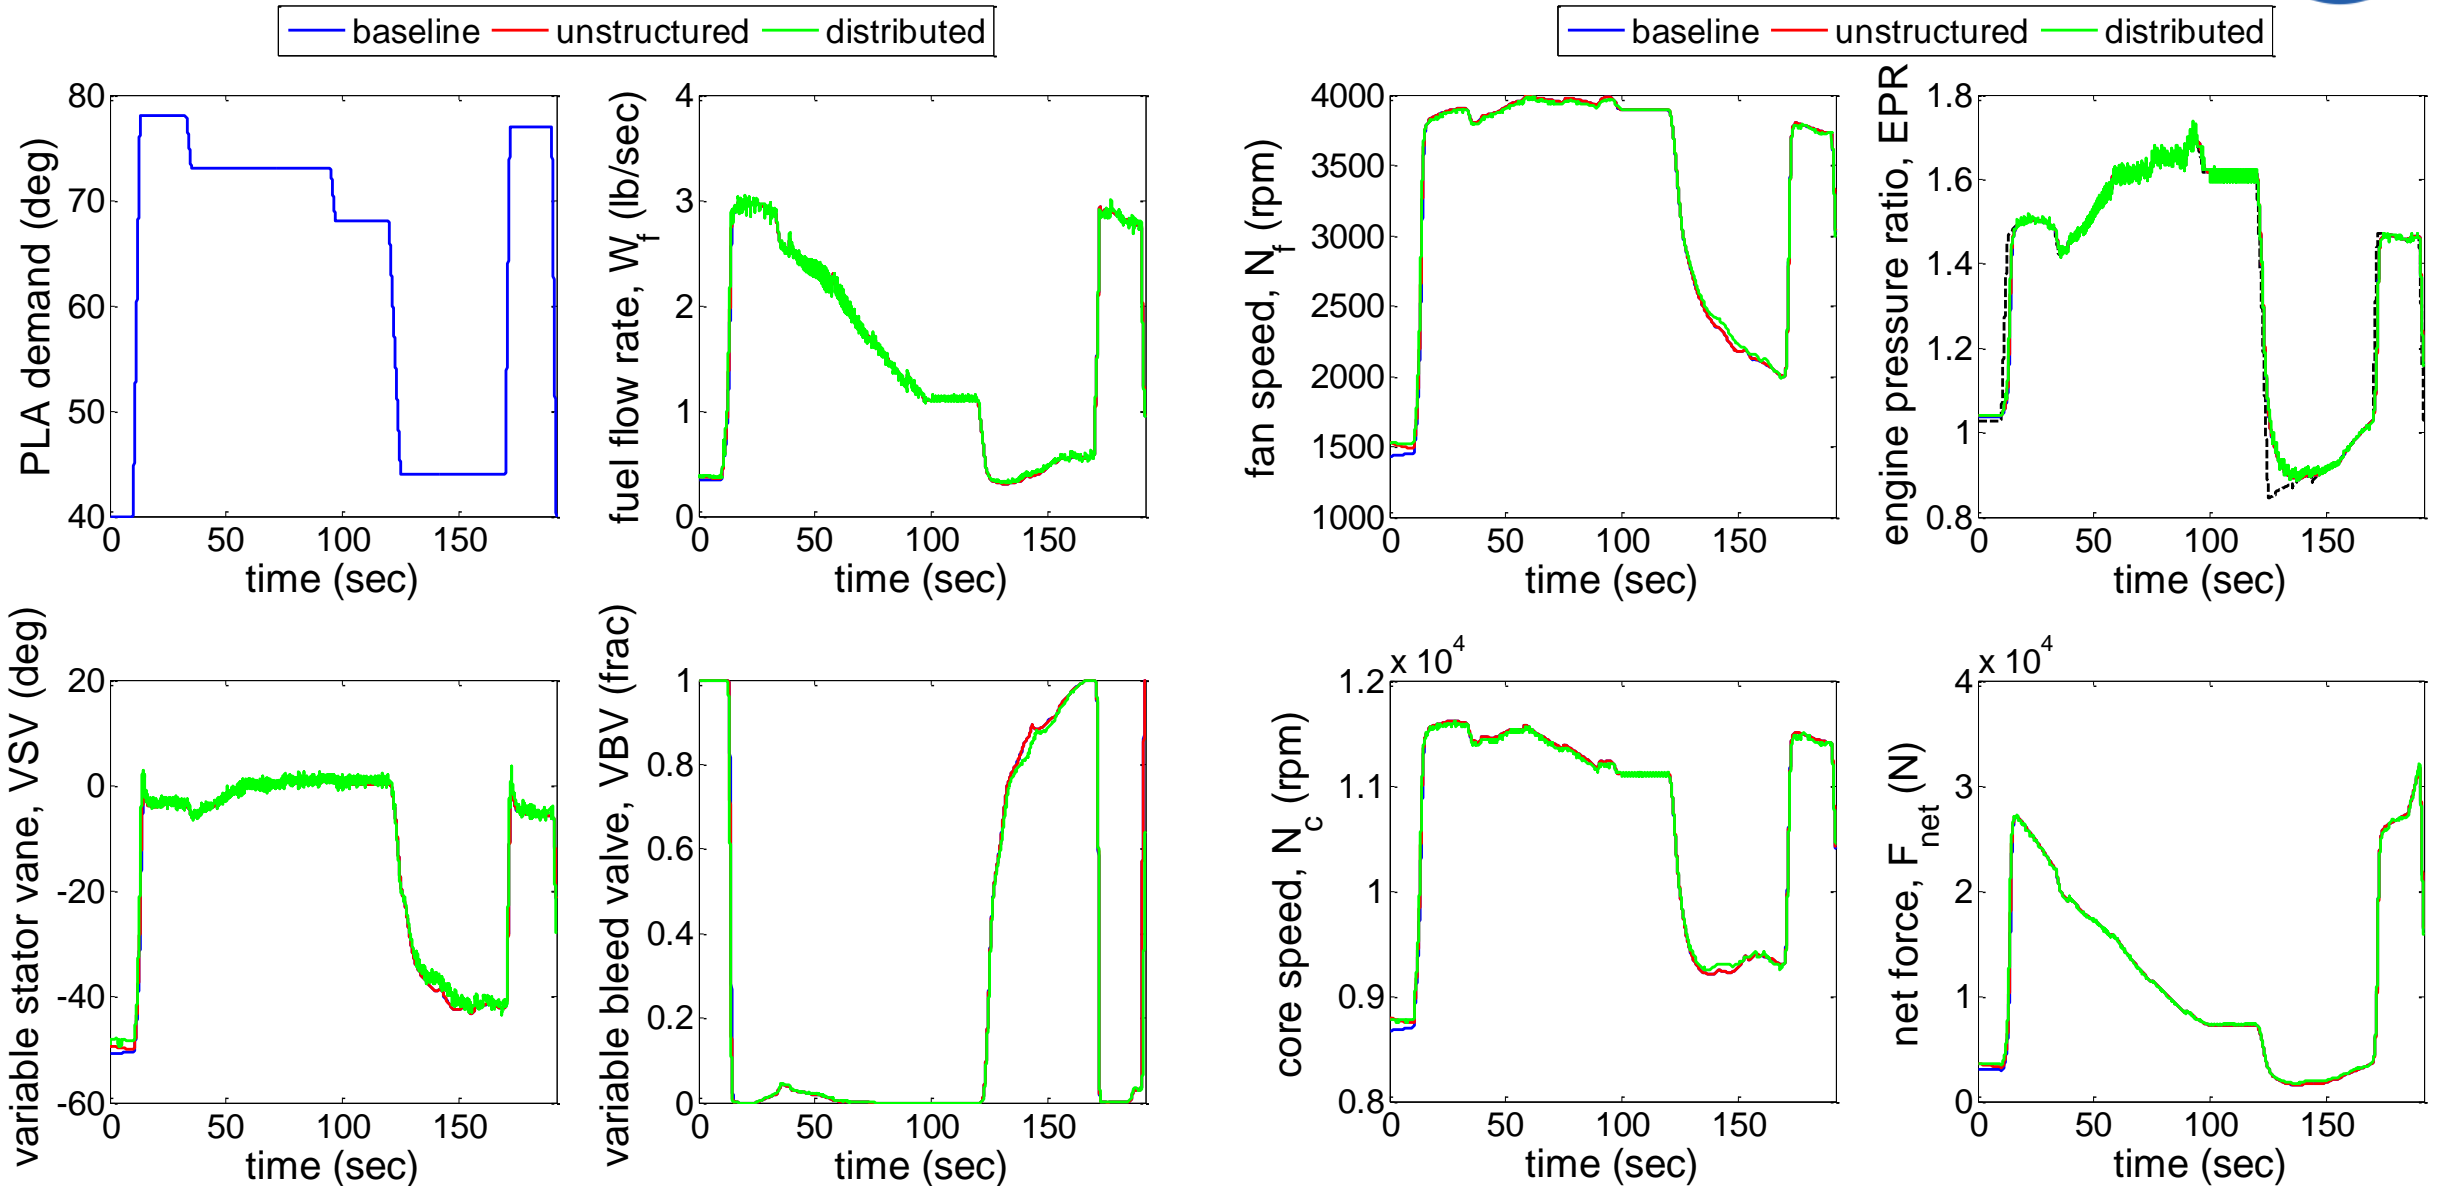 baseline unstructured distributed
baseline unstructured distributed
PLA demand (deg)
80
70
60
50
40
0 50 100 150
time (sec)
fuel flow rate, W_f (lb/sec)
4
3
2
1
0
0 50 100 150
time (sec)
fan speed, N_f (rpm)
4000
3500
3000
2500
2000
1500
1000
0 50 100 150
time (sec)
engine pressure ratio, EPR
1.8
1.6
1.4
1.2
1
0.8
0 50 100 150
time (sec)
variable stator vane, VSV (deg)
20
0
-20
-40
-60
0 50 100 150
time (sec)
variable bleed valve, VBV (frac)
1
0.8
0.6
0.4
0.2
0
0 50 100 150
time (sec)
core speed, N_c (rpm)
x 10^4
1.2
1.1
1
0.9
0.8
0 50 100 150
time (sec)
net force, F_net (N)
x 10^4
4
3
2
1
0
0 50 100 150
time (sec)